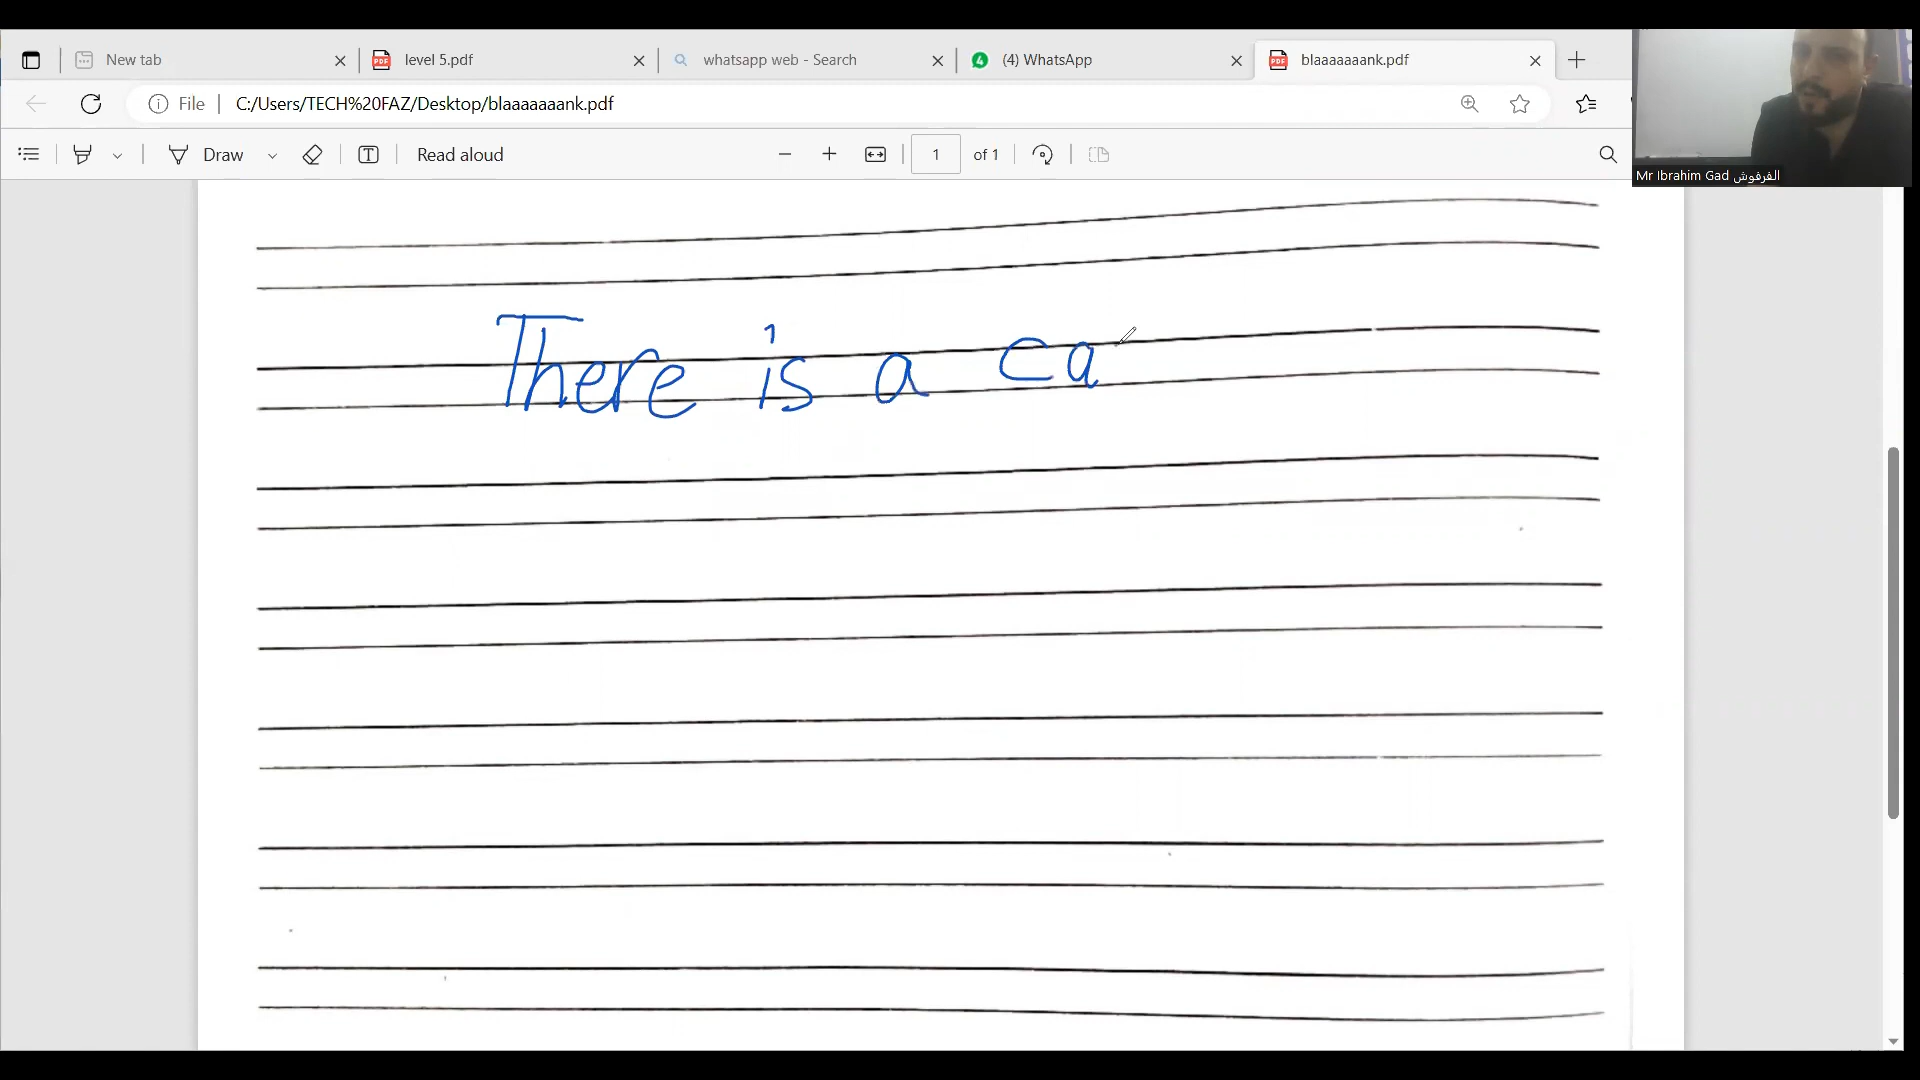 New tab
level 5.pdf
whatsapp web - Search
4 (4) WhatsApp
blaaaaaaank.pdf
File C:/Users/TECH%20FAZ/Desktop/blaaaaaaank.pdf
Draw
Read aloud
1 of 1
Mr Ibrahim Gad الفرفوش
There is a ca